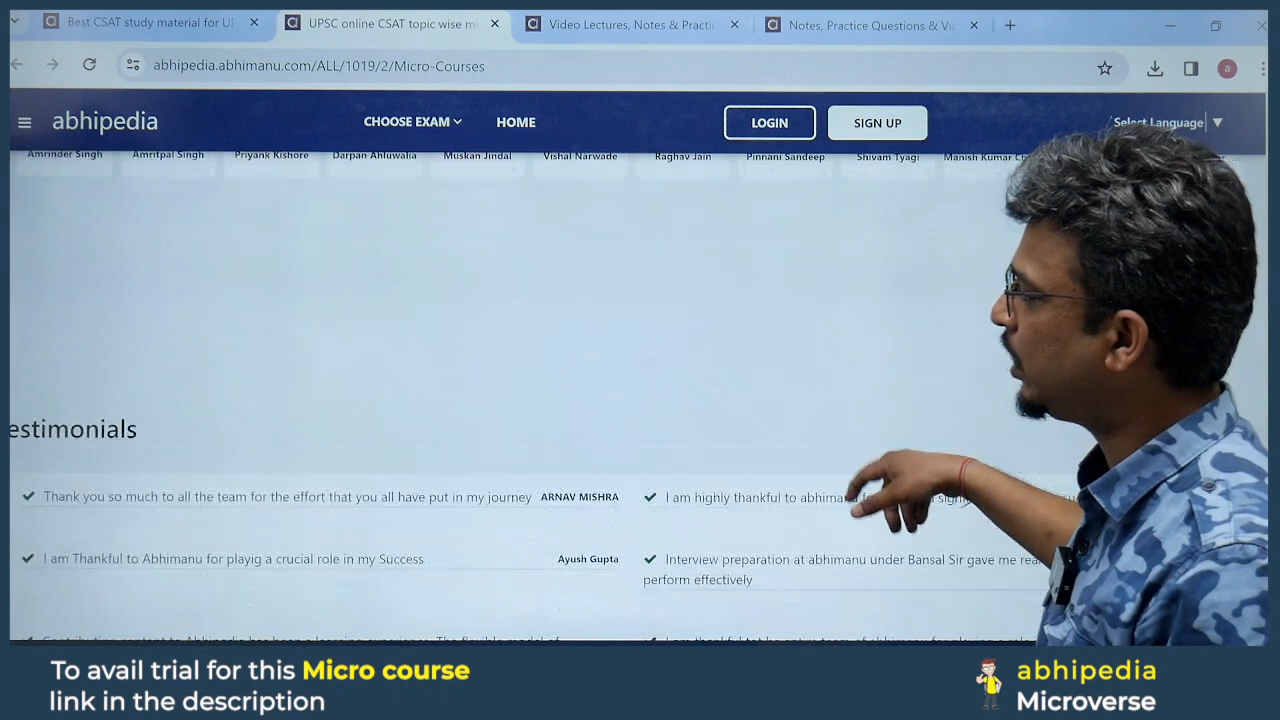 Best CSAT study material for UP
UPSC online CSAT topic wise mi
Video Lectures, Notes & Practic
Notes, Practice Questions & Vic
abhipedia.abhimanu.com/ALL/1019/2/Micro-Courses
a
abhipedia
CHOOSE EXAM
HOME
LOGIN
SIGN UP
Select Language
Amrinder Singh
Amritpal Singh
Priyank Kishore
Darpan Ahluwalia
Muskan Jindal
Vishal Narwade
Raghav Jain
Pinnani Sandeep
Shivam Tyagi
Manish Kumar
estimonials
Thank you so much to all the team for the effort that you all have put in my journey ARNAV MISHRA
I am highly thankful to abhimanu
I am Thankful to Abhimanu for playig a crucial role in my Success Ayush Gupta
Interview preparation at abhimanu under Bansal Sir gave me
perform effectively
To avail trial for this Micro course
link in the description
abhipedia
Microverse